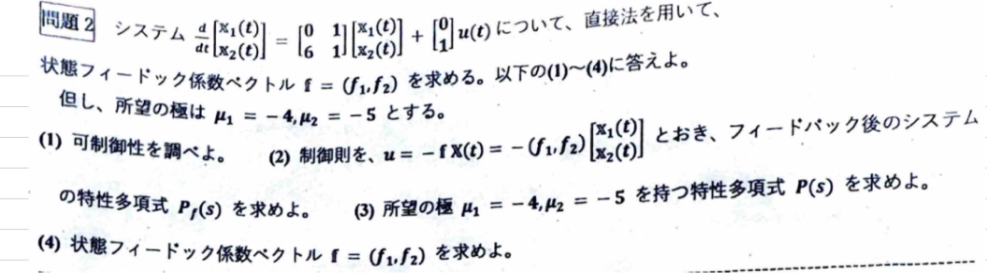 問題2 システム d/dt [𝕩₁(t) 𝕩₂(t)] = [0 1 6 1] [𝕩₁(t) 𝕩₂(t)] + [0 1] u(t) について、直接法を用いて、
状態フィードック係数ベクトル 𝕗 = (f₁,f₂) を求める。以下の(1)～(4)に答えよ。
但し、所望の極は μ₁ = −4, μ₂ = −5 とする。
(1) 可制御性を調べよ。 (2) 制御則を、u = −𝕗 𝕏(t) = −(f₁,f₂) [𝕩₁(t) 𝕩₂(t)] とおき、フィードバック後のシステム
の特性多項式 P_f(s) を求めよ。 (3) 所望の極 μ₁ = −4, μ₂ = −5 を持つ特性多項式 P(s) を求めよ。
(4) 状態フィードック係数ベクトル 𝕗 = (f₁,f₂) を求めよ。